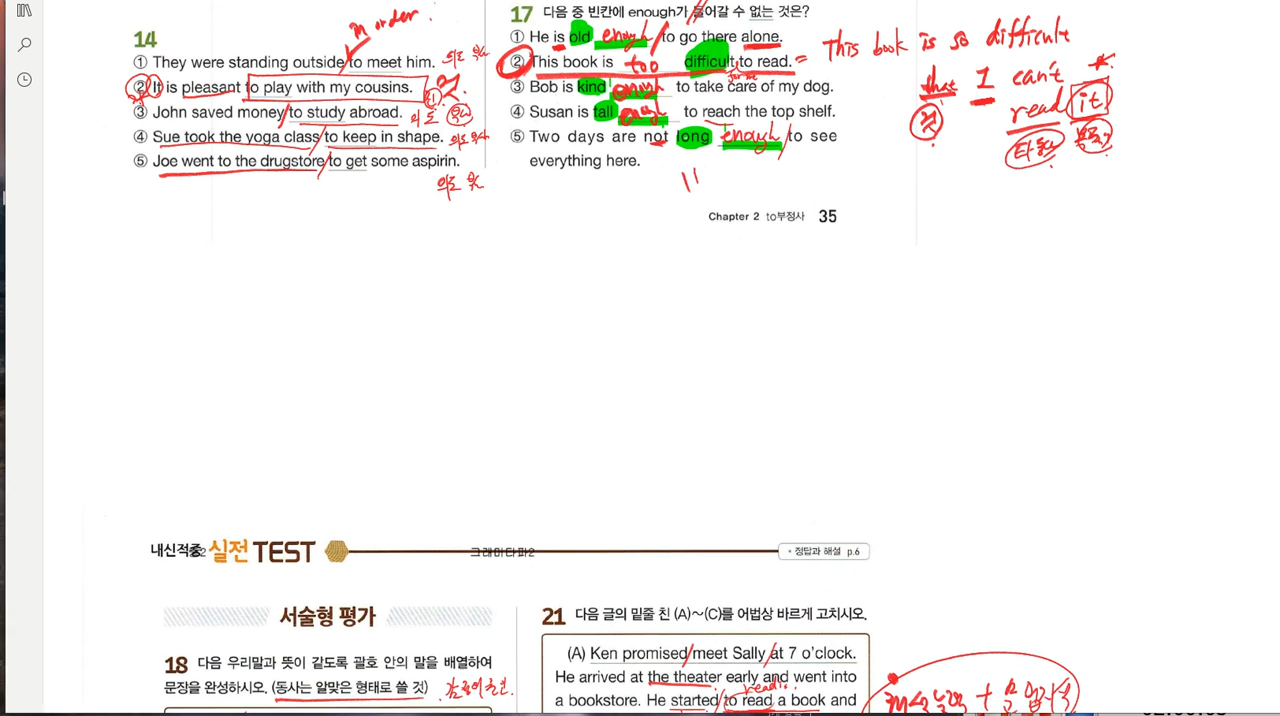 14
in order.
① They were standing outside to meet him.
② It is pleasant to play with my cousins.
③ John saved money to study abroad.
④ Sue took the yoga class to keep in shape.
⑤ Joe went to the drugstore to get some aspirin.
17 다음 중 빈칸에 enough가 들어갈 수 없는 것은?
① He is old enough to go there alone.
② This book is too difficult to read.
for me
③ Bob is kind enough to take care of my dog.
④ Susan is tall enough to reach the top shelf.
⑤ Two days are not long enough to see
everything here.
= This book is so difficult
that I can't
read it
Chapter 2 to부정사 35
내신적중 실전 TEST
그래머타파2
• 정답과 해설 p.6
서술형 평가
18 다음 우리말과 뜻이 같도록 괄호 안의 말을 배열하여
문장을 완성하시오. (동사는 알맞은 형태로 쓸 것)
21 다음 글의 밑줄 친 (A)~(C)를 어법상 바르게 고치시오.
(A) Ken promised meet Sally at 7 o'clock.
He arrived at the theater early and went into
a bookstore. He started to read a book and